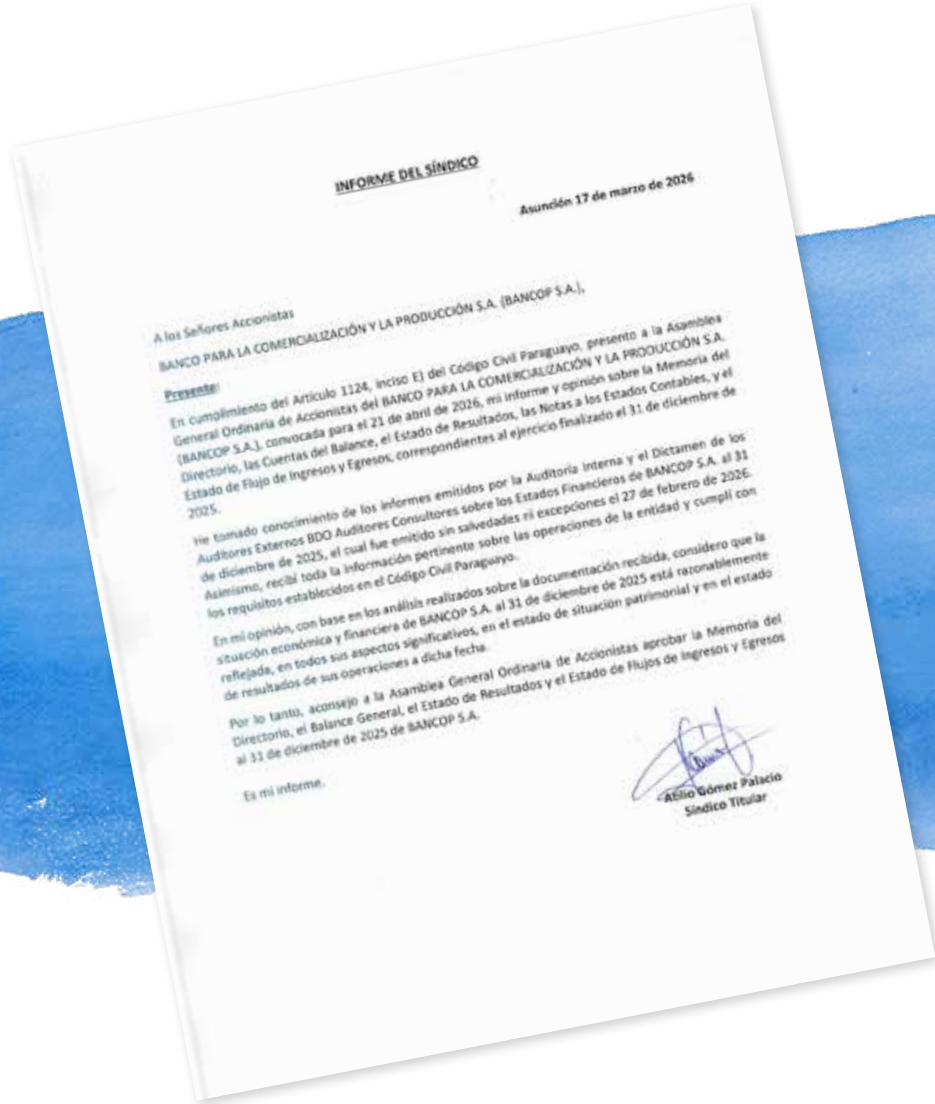 INFORME DEL SÍNDICO
Asunción 17 de marzo de 2026
A los Señores Accionistas
BANCO PARA LA COMERCIALIZACIÓN Y LA PRODUCCIÓN S.A. (BANCOP S.A.),
Presente:
En cumplimiento del Artículo 1124, inciso E) del Código Civil Paraguayo, presento a la Asamblea
General Ordinaria de Accionistas del BANCO PARA LA COMERCIALIZACIÓN Y LA PRODUCCIÓN S.A.
(BANCOP S.A.), convocada para el 21 de abril de 2026, mi informe y opinión sobre la Memoria del
Directorio, las Cuentas del Balance, el Estado de Resultados, las Notas a los Estados Contables, y el
Estado de Flujo de Ingresos y Egresos, correspondientes al ejercicio finalizado el 31 de diciembre de
2025.
He tomado conocimiento de los informes emitidos por la Auditoría Interna y el Dictamen de los
Auditores Externos BDO Auditores Consultores sobre los Estados Financieros de BANCOP S.A. al 31
de diciembre de 2025, el cual fue emitido sin salvedades ni excepciones el 27 de febrero de 2026.
Asimismo, recibí toda la información pertinente sobre las operaciones de la entidad y cumplí con
los requisitos establecidos en el Código Civil Paraguayo.
En mi opinión, con base en los análisis realizados sobre la documentación recibida, considero que la
situación económica y financiera de BANCOP S.A. al 31 de diciembre de 2025 está razonablemente
reflejada, en todos sus aspectos significativos, en el estado de situación patrimonial y en el estado
de resultados de sus operaciones a dicha fecha.
Por lo tanto, aconsejo a la Asamblea General Ordinaria de Accionistas aprobar la Memoria del
Directorio, el Balance General, el Estado de Resultados y el Estado de Flujos de Ingresos y Egresos
al 31 de diciembre de 2025 de BANCOP S.A.
Es mi informe.
Abilio Gómez Palacio
Síndico Titular